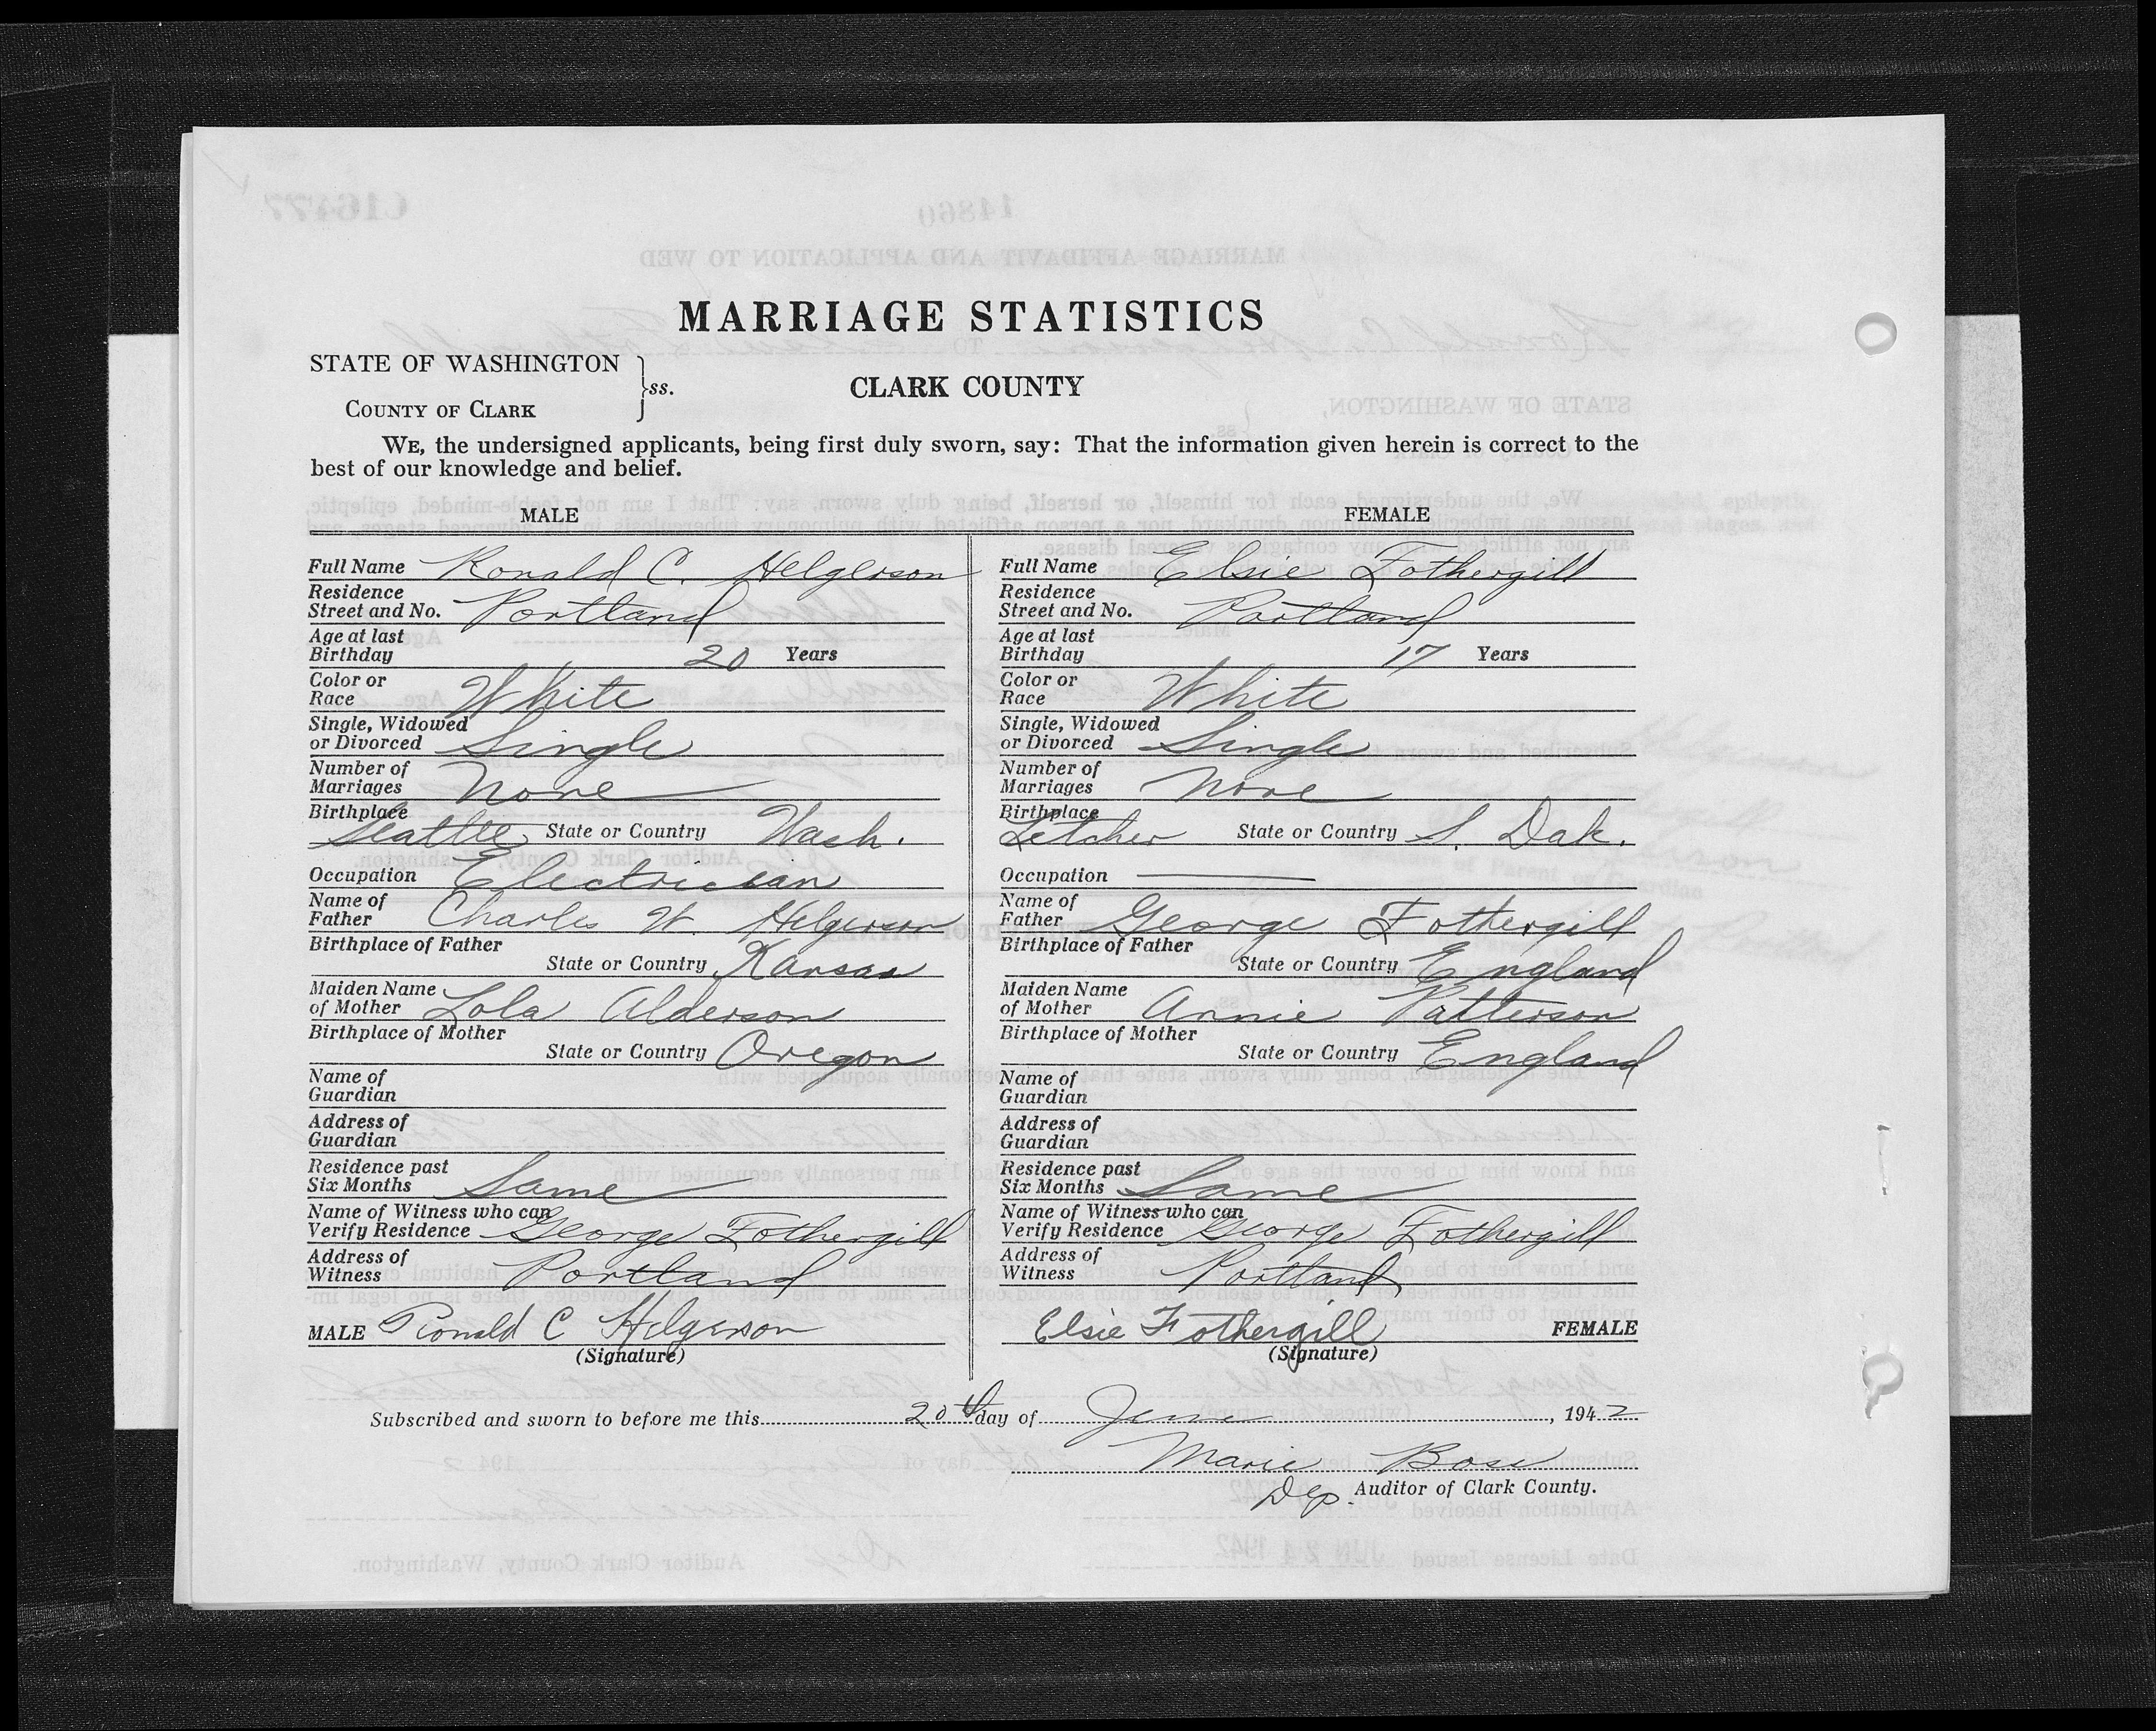 MARRIAGE STATISTICS
STATE OF WASHINGTON
COUNTY OF CLARK
} ss.
CLARK COUNTY
WE, the undersigned applicants, being first duly sworn, say: That the information given herein is correct to the
best of our knowledge and belief.
MALE
Full Name Ronald C. Helgerson
Residence
Street and No. Portland
Age at last
Birthday 20 Years
Color or
Race White
Single, Widowed
or Divorced Single
Number of
Marriages None
Birthplace
Seattle State or Country Wash.
Occupation Electrician
Name of
Father Charles W. Helgerson
Birthplace of Father
State or Country Kansas
Maiden Name
of Mother Lola Alderson
Birthplace of Mother
State or Country Oregon
Name of
Guardian
Address of
Guardian
Residence past
Six Months Same
Name of Witness who can
Verify Residence George Fothergill
Address of
Witness Portland
MALE Ronald C Helgerson
(Signature)
FEMALE
Full Name Elsie Fothergill
Residence
Street and No. Portland
Age at last
Birthday 17 Years
Color or
Race White
Single, Widowed
or Divorced Single
Number of
Marriages None
Birthplace
Letcher State or Country S. Dak.
Occupation
Name of
Father George Fothergill
Birthplace of Father
State or Country England
Maiden Name
of Mother Annie Patterson
Birthplace of Mother
State or Country England
Name of
Guardian
Address of
Guardian
Residence past
Six Months Same
Name of Witness who can
Verify Residence George Fothergill
Address of
Witness Portland
Elsie Fothergill FEMALE
(Signature)
Subscribed and sworn to before me this 20th day of June, 1942
Marie
Dep. Auditor of Clark County.